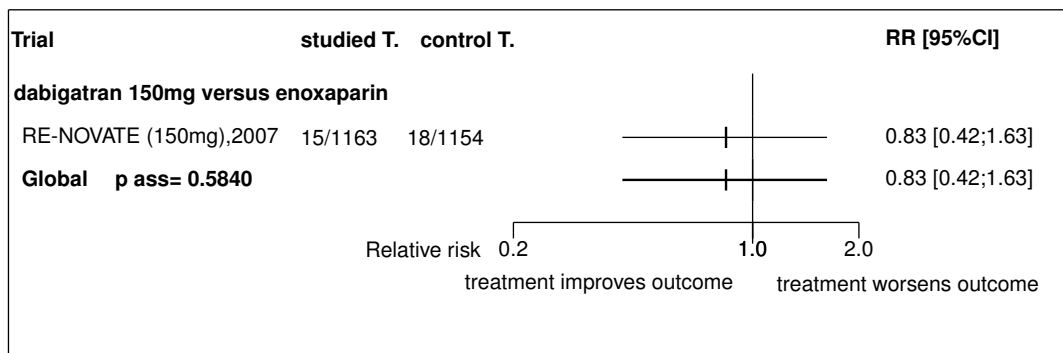 Trial studied T. control T. RR [95%CI]
dabigatran 150mg versus enoxaparin
RE-NOVATE (150mg),2007 15/1163 18/1154 0.83 [0.42;1.63]
Global p ass= 0.5840 0.83 [0.42;1.63]
Relative risk 0.2 1.0 2.0
treatment improves outcome treatment worsens outcome